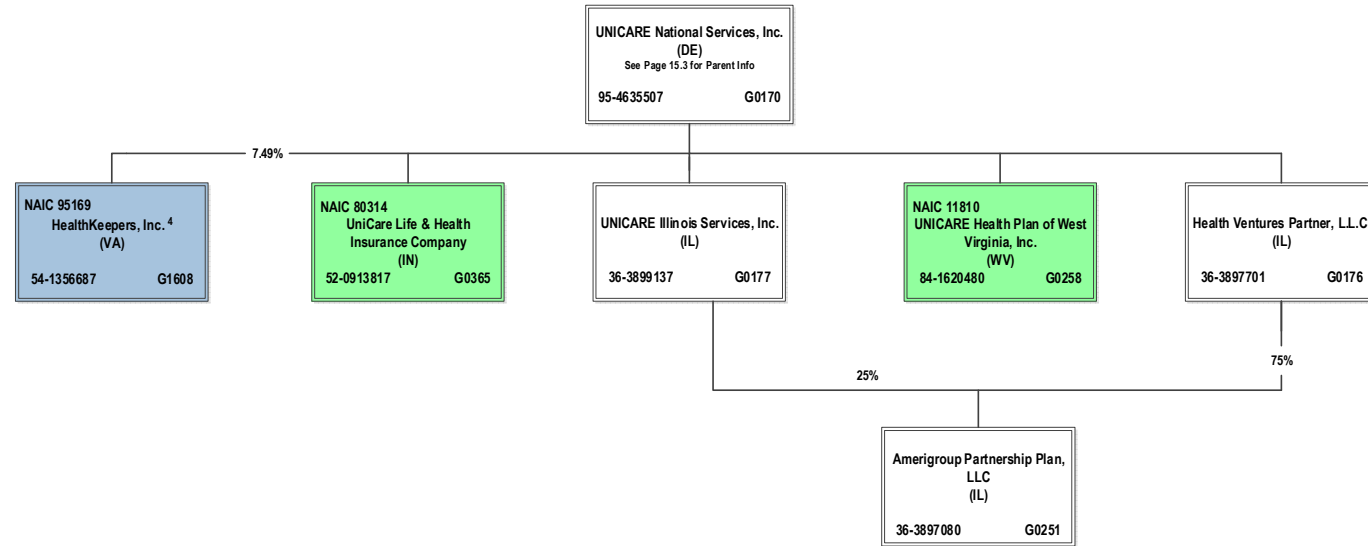 UNICARE National Services, Inc.
(DE)
See Page 15.3 for Parent Info
95-4635507 G0170
7.49%
NAIC 95169
HealthKeepers, Inc. 4
(VA)
54-1356687 G1608
NAIC 80314
UniCare Life & Health
Insurance Company
(IN)
52-0913817 G0365
UNICARE Illinois Services, Inc.
(IL)
36-3899137 G0177
NAIC 11810
UNICARE Health Plan of West
Virginia, Inc.
(WV)
84-1620480 G0258
Health Ventures Partner, L.L.C
(IL)
36-3897701 G0176
25%
75%
Amerigroup Partnership Plan,
LLC
(IL)
36-3897080 G0251